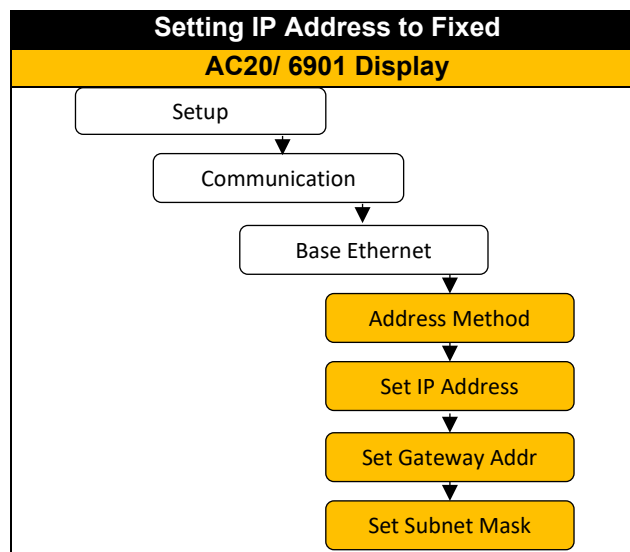 Setting IP Address to Fixed
AC20/ 6901 Display
Setup
Communication
Base Ethernet
Address Method
Set IP Address
Set Gateway Addr
Set Subnet Mask